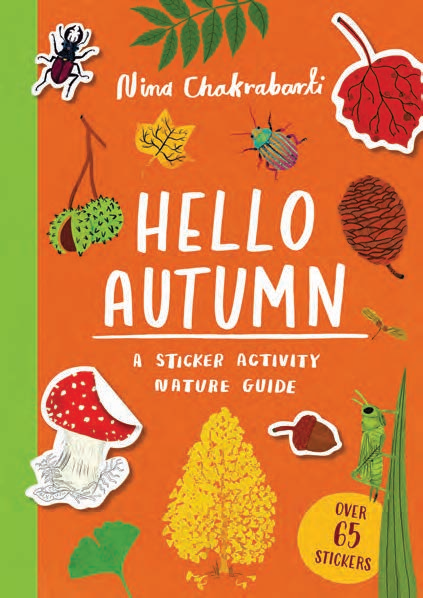 Nina Chakrabarti
HELLO
AUTUMN
A STICKER ACTIVITY
NATURE GUIDE
OVER
65
STICKERS